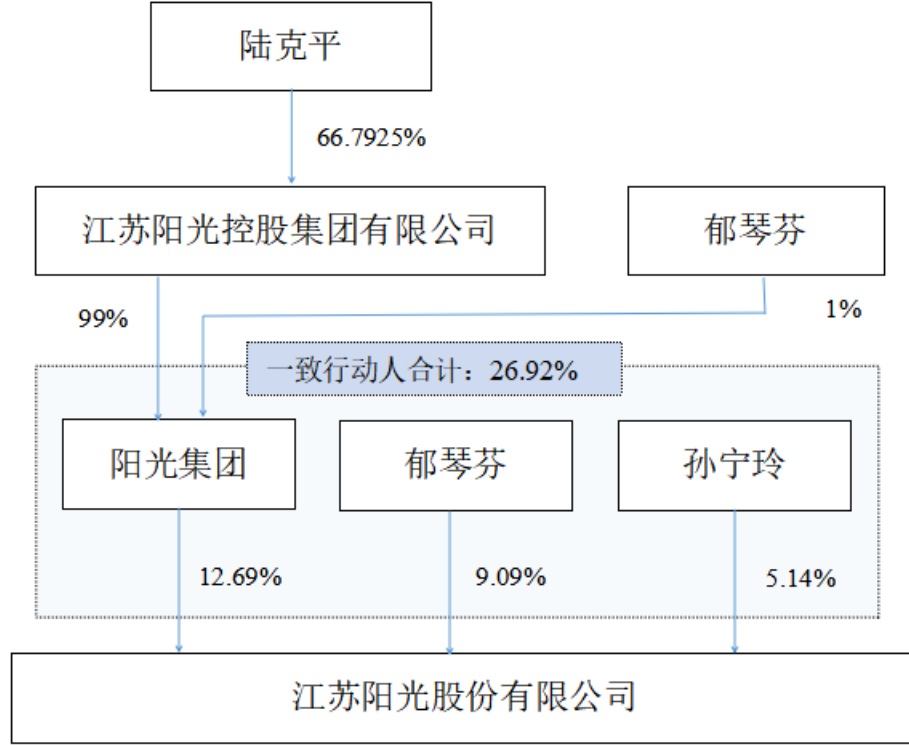 陆克平
66.7925%
江苏阳光控股集团有限公司
郁琴芬
99%
1%
一致行动人合计：26.92%
阳光集团
郁琴芬
孙宁玲
12.69%
9.09%
5.14%
江苏阳光股份有限公司